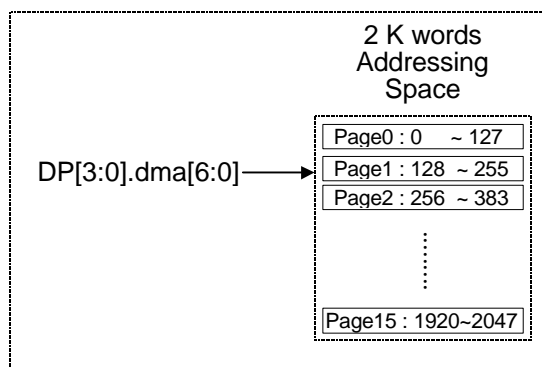 2 K words
Addressing
Space
DP[3:0].dma[6:0]
Page0 : 0 ~ 127
Page1 : 128 ~ 255
Page2 : 256 ~ 383
Page15 : 1920~2047